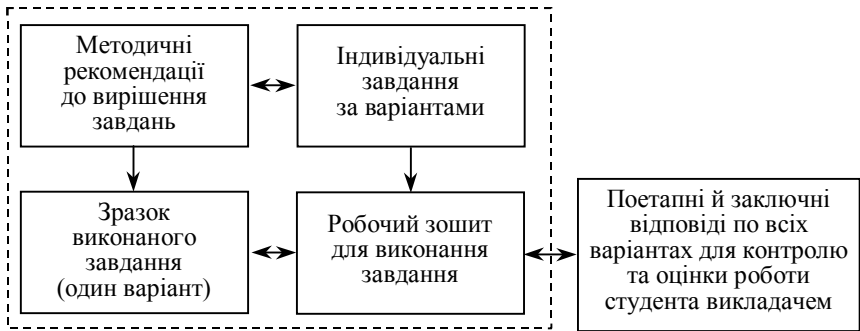 Методичні
рекомендації
до вирішення
завдань
Індивідуальні
завдання
за варіантами
Зразок
виконаного
завдання
(один варіант)
Робочий зошит
для виконання
завдання
Поетапні й заключні
відповіді по всіх
варіантах для контролю
та оцінки роботи
студента викладачем